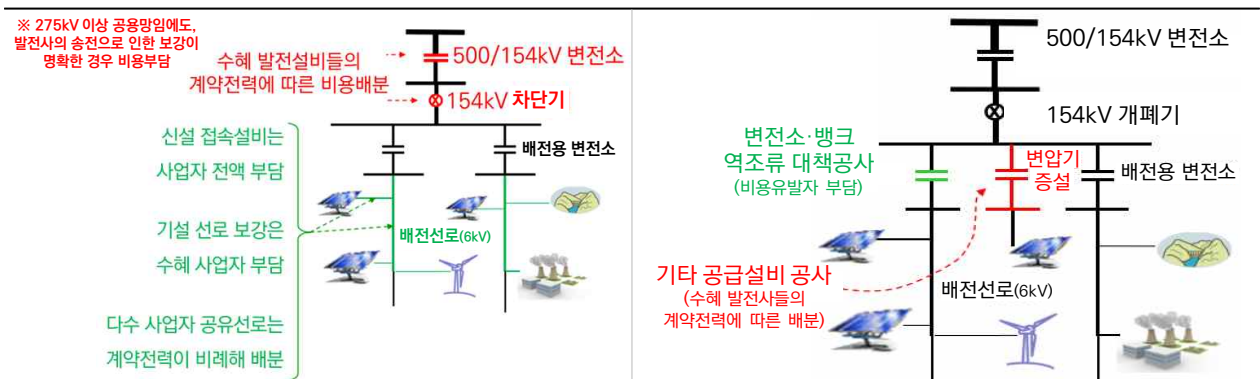 ※ 275kV 이상 공용망임에도,
발전사의 송전으로 인한 보강이
명확한 경우 비용부담
수혜 발전설비들의
계약전력에 따른 비용배분
500/154kV 변전소
154kV 차단기
신설 접속설비는
사업자 전액 부담
배전용 변전소
기설 선로 보강은
수혜 사업자 부담
배전선로(6kV)
다수 사업자 공유선로는
계약전력이 비례해 배분
500/154kV 변전소
154kV 개폐기
변전소·뱅크
역조류 대책공사
(비용유발자 부담)
변압기
증설
배전용 변전소
기타 공급설비 공사
(수혜 발전사들의
계약전력에 따른 배분)
배전선로(6kV)